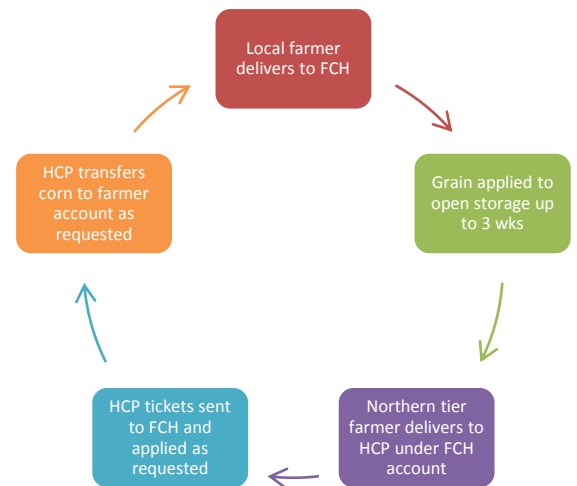 Local farmer
delivers to FCH
Grain applied to
open storage up
to 3 wks
Northern tier
farmer delivers to
HCP under FCH
account
HCP tickets sent
to FCH and
applied as
requested
HCP transfers
corn to farmer
account as
requested